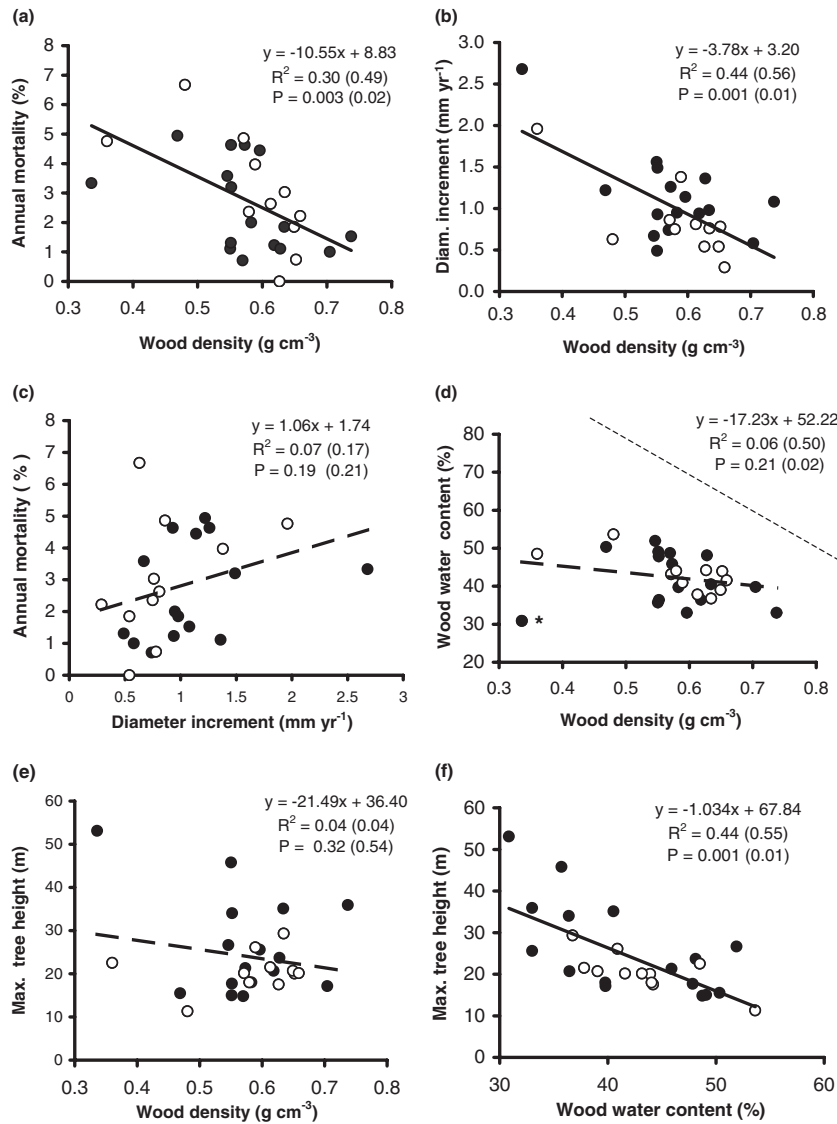 (a)
y = -10.55x + 8.83
R² = 0.30 (0.49)
P = 0.003 (0.02)
Annual mortality (%)
8
7
6
5
4
3
2
1
0
0.3 0.4 0.5 0.6 0.7 0.8
Wood density (g cm⁻³)
(b)
y = -3.78x + 3.20
R² = 0.44 (0.56)
P = 0.001 (0.01)
Diam. increment (mm yr⁻¹)
3.0
2.5
2.0
1.5
1.0
0.5
0.0
0.3 0.4 0.5 0.6 0.7 0.8
Wood density (g cm⁻³)
(c)
y = 1.06x + 1.74
R² = 0.07 (0.17)
P = 0.19 (0.21)
Annual mortality ( %)
8
7
6
5
4
3
2
1
0
0 0.5 1 1.5 2 2.5 3
Diameter increment (mm yr⁻¹)
(d)
y = -17.23x + 52.22
R² = 0.06 (0.50)
P = 0.21 (0.02)
Wood water content (%)
80
70
60
50
40
30
20
*
0.3 0.4 0.5 0.6 0.7 0.8
Wood density (g cm⁻³)
(e)
y = -21.49x + 36.40
R² = 0.04 (0.04)
P = 0.32 (0.54)
Max. tree height (m)
60
50
40
30
20
10
0
0.3 0.4 0.5 0.6 0.7 0.8
Wood density (g cm⁻³)
(f)
y = -1.034x + 67.84
R² = 0.44 (0.55)
P = 0.001 (0.01)
Max. tree height (m)
60
50
40
30
20
10
0
30 40 50 60
Wood water content (%)